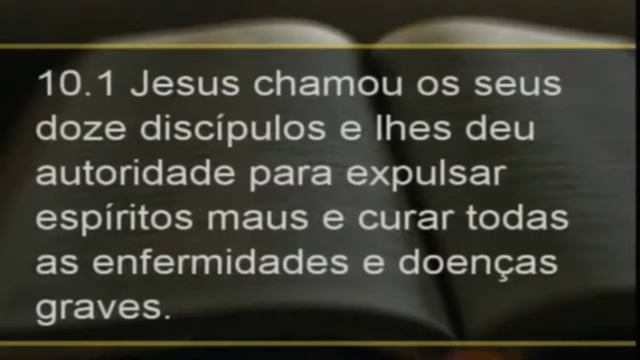 10.1 Jesus chamou os seus
doze discípulos e lhes deu
autoridade para expulsar
espíritos maus e curar todas
as enfermidades e doenças
graves.